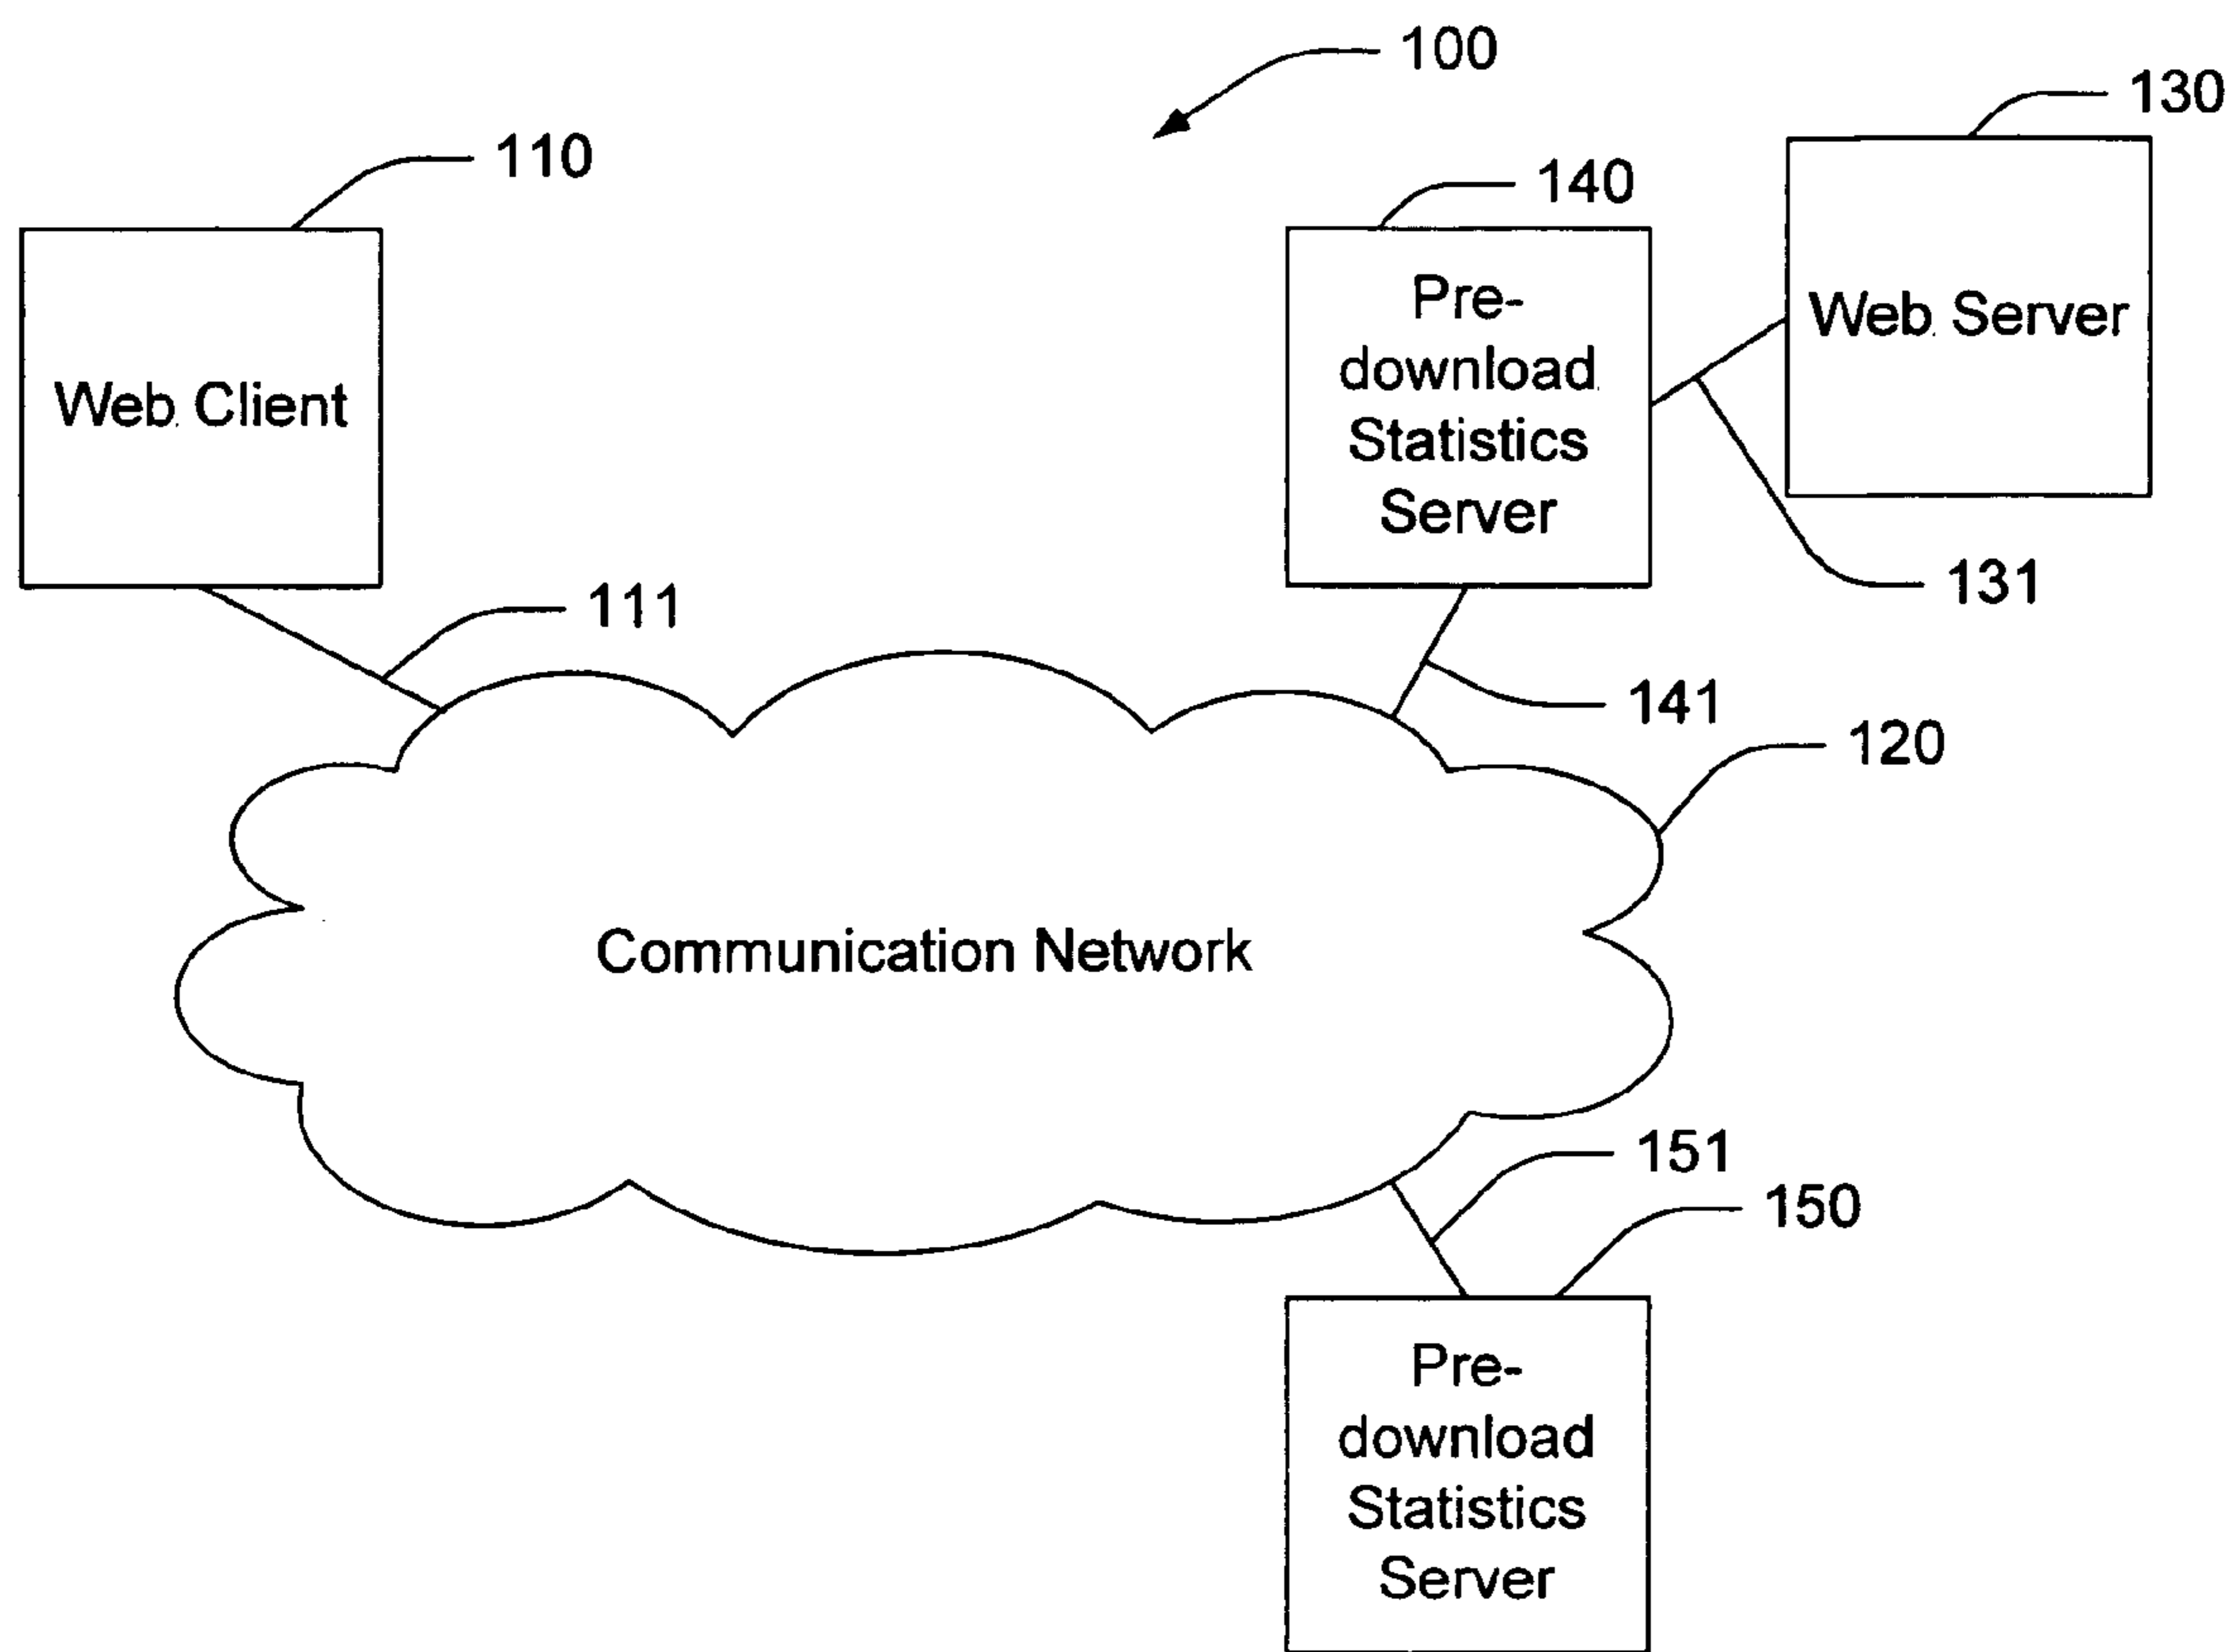 100
130
110
140
Pre-
download
Statistics
Server
Web Server
Web Client
131
111
141
120
Communication Network
151
150
Pre-
download
Statistics
Server